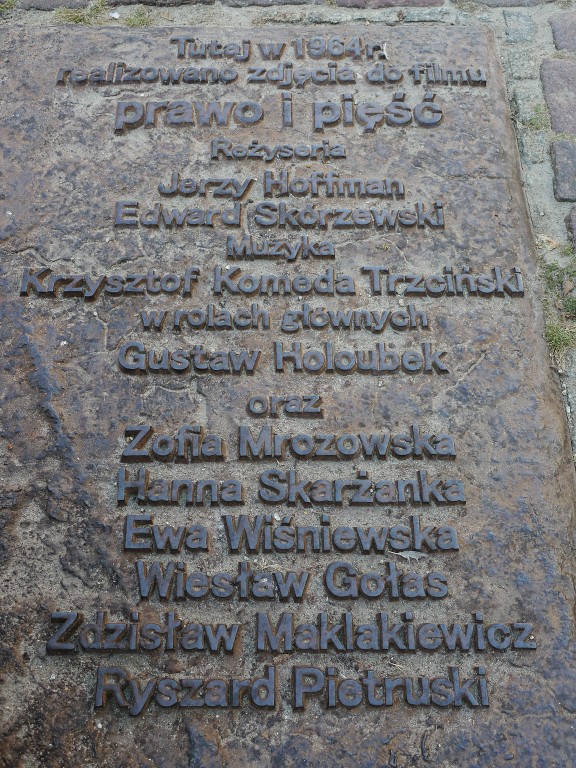 Tutaj w 1964 r.
realizowano zdjęcia do filmu
prawo i pięść
Reżyseria
Jerzy Hoffman
Edward Skórzewski
Muzyka
Krzysztof Komeda Trzciński
w rolach głównych
Gustaw Holoubek
oraz
Zofia Mrozowska
Hanna Skarżanka
Ewa Wiśniewska
Wiesław Gołas
Zdzisław Maklakiewicz
Ryszard Pietruski